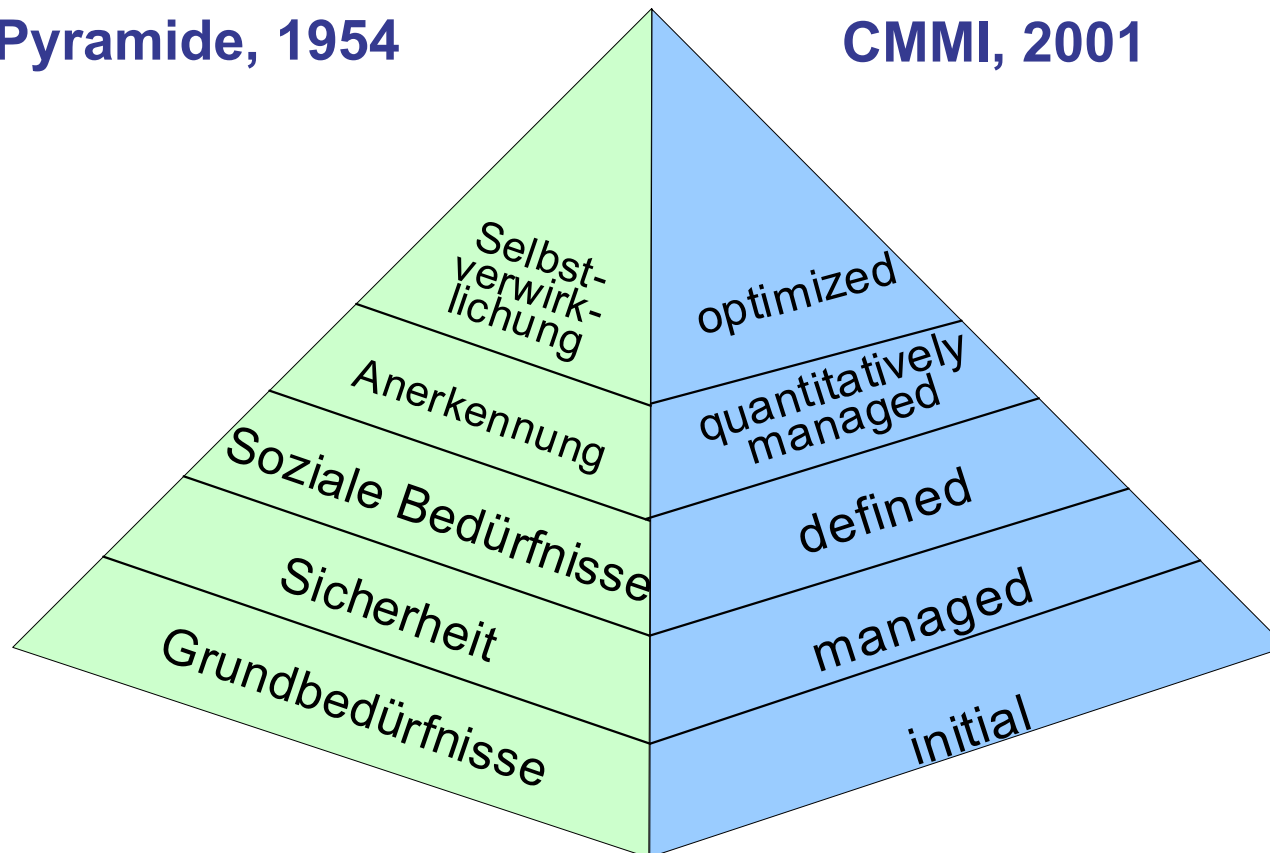 Pyramide, 1954
CMMI, 2001
Selbst-
verwirk-
lichung
Anerkennung
Soziale Bedürfnisse
Sicherheit
Grundbedürfnisse
optimized
quantitatively
managed
defined
managed
initial